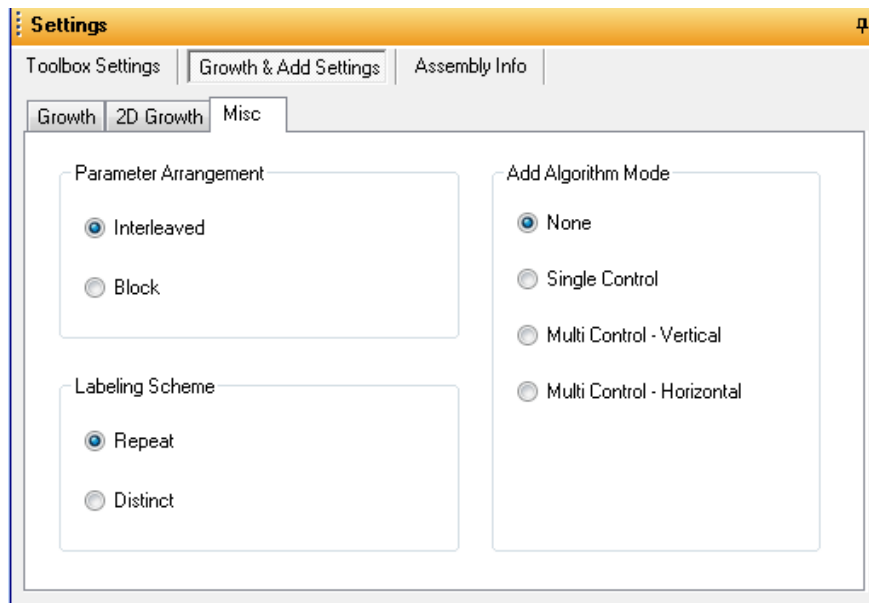 Settings
Toolbox Settings
Growth & Add Settings
Assembly Info
Growth
2D Growth
Misc
Parameter Arrangement
Interleaved
Block
Labeling Scheme
Repeat
Distinct
Add Algorithm Mode
None
Single Control
Multi Control - Vertical
Multi Control - Horizontal